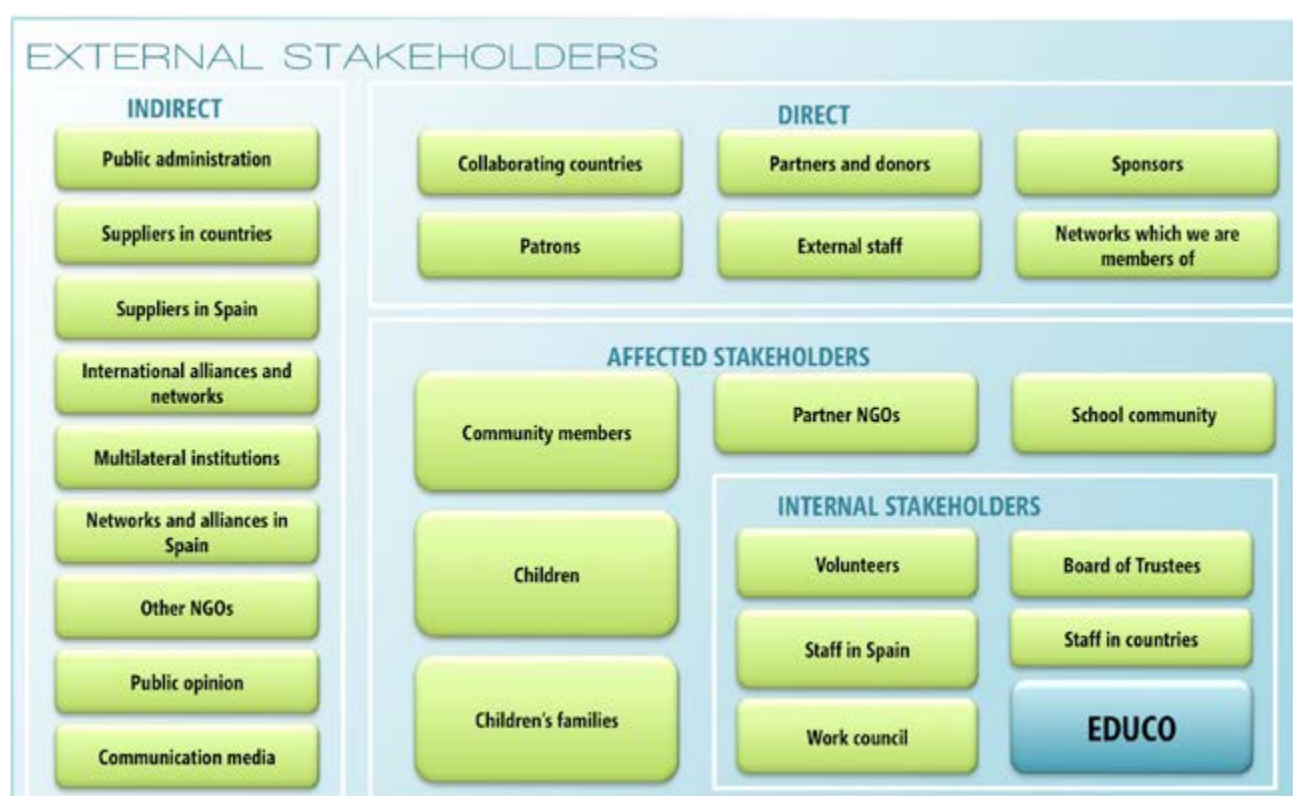 EXTERNAL STAKEHOLDERS
INDIRECT
Public administration
Suppliers in countries
Suppliers in Spain
International alliances and
networks
Multilateral institutions
Networks and alliances in
Spain
Other NGOs
Public opinion
Communication media
DIRECT
Collaborating countries
Partners and donors
Sponsors
Patrons
External staff
Networks which we are
members of
AFFECTED STAKEHOLDERS
Community members
Partner NGOs
School community
Children
Children's families
INTERNAL STAKEHOLDERS
Volunteers
Board of Trustees
Staff in Spain
Staff in countries
Work council
EDUCO